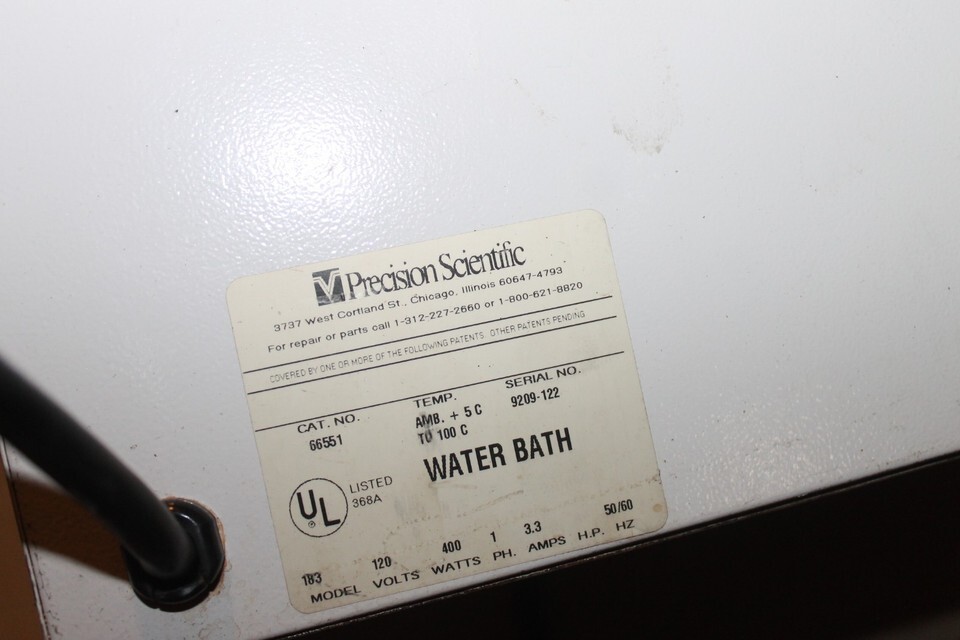 Precision Scientific
3737 West Cortland St., Chicago, Illinois 60647-4793
For repair or parts call 1-312-227-2660 or 1-800-621-8820
COVERED BY ONE OR MORE OF THE FOLLOWING PATENTS OTHER PATENTS PENDING
CAT. NO. TEMP. SERIAL NO.
66551 AMB. + 5 C 9209-122
TO 100 C
WATER BATH
UL LISTED
® 368A
183 120 400 1 3.3 50/60
MODEL VOLTS WATTS PH. AMPS H.P. HZ